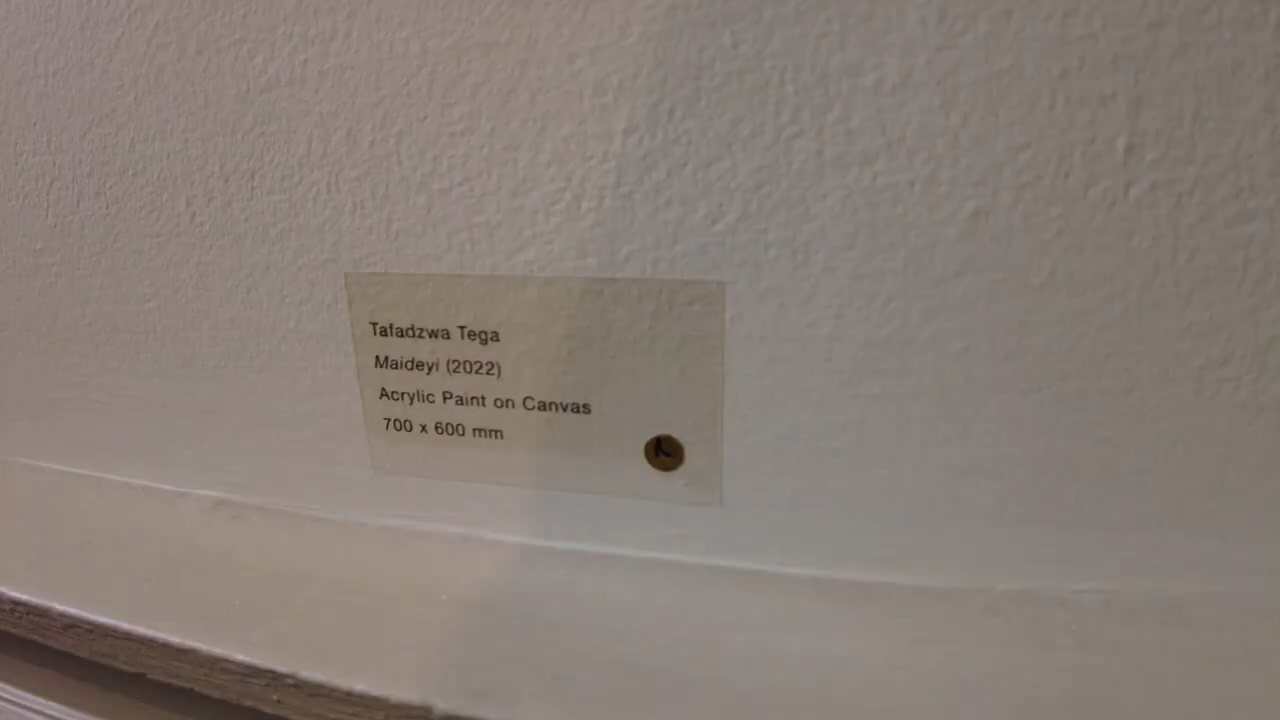 Tafadzwa Tega
Maideyi (2022)
Acrylic Paint on Canvas
700 x 600 mm